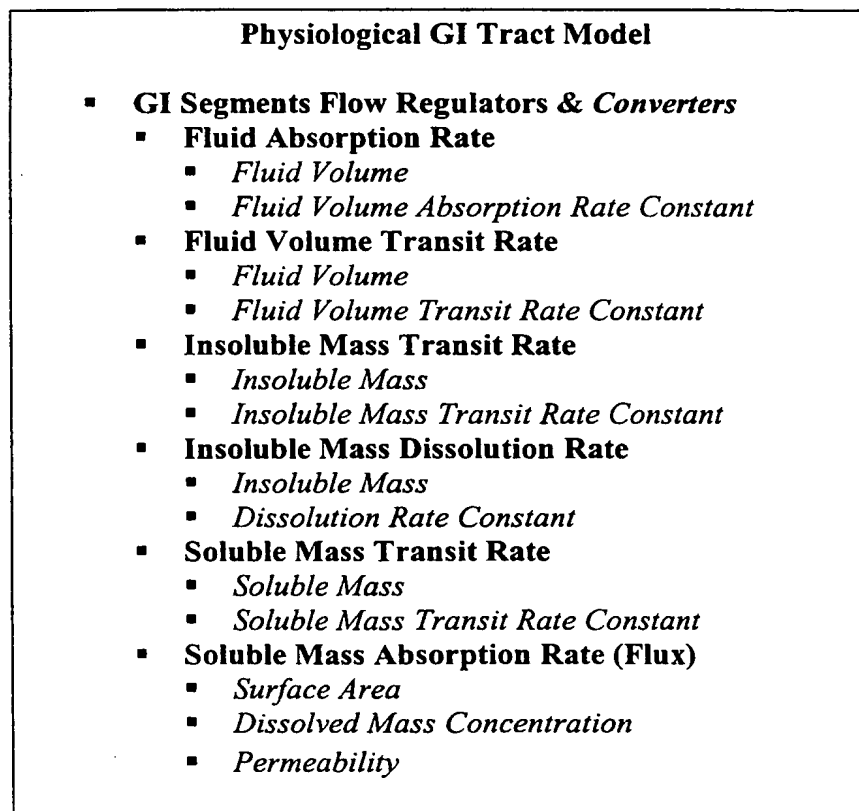 Physiological GI Tract Model
▪ GI Segments Flow Regulators & Converters
▪ Fluid Absorption Rate
▪ Fluid Volume
▪ Fluid Volume Absorption Rate Constant
▪ Fluid Volume Transit Rate
▪ Fluid Volume
▪ Fluid Volume Transit Rate Constant
▪ Insoluble Mass Transit Rate
▪ Insoluble Mass
▪ Insoluble Mass Transit Rate Constant
▪ Insoluble Mass Dissolution Rate
▪ Insoluble Mass
▪ Dissolution Rate Constant
▪ Soluble Mass Transit Rate
▪ Soluble Mass
▪ Soluble Mass Transit Rate Constant
▪ Soluble Mass Absorption Rate (Flux)
▪ Surface Area
▪ Dissolved Mass Concentration
▪ Permeability